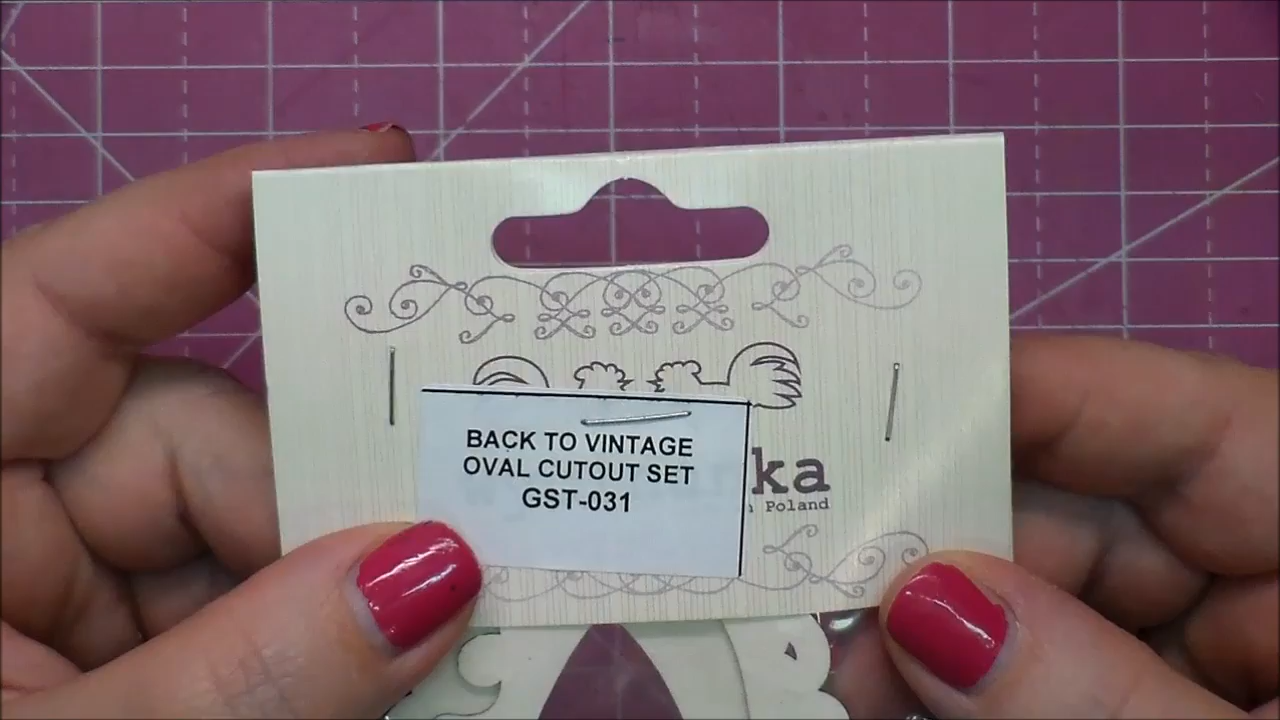 BACK TO VINTAGE
OVAL CUTOUT SET
GST-031
ka
Poland